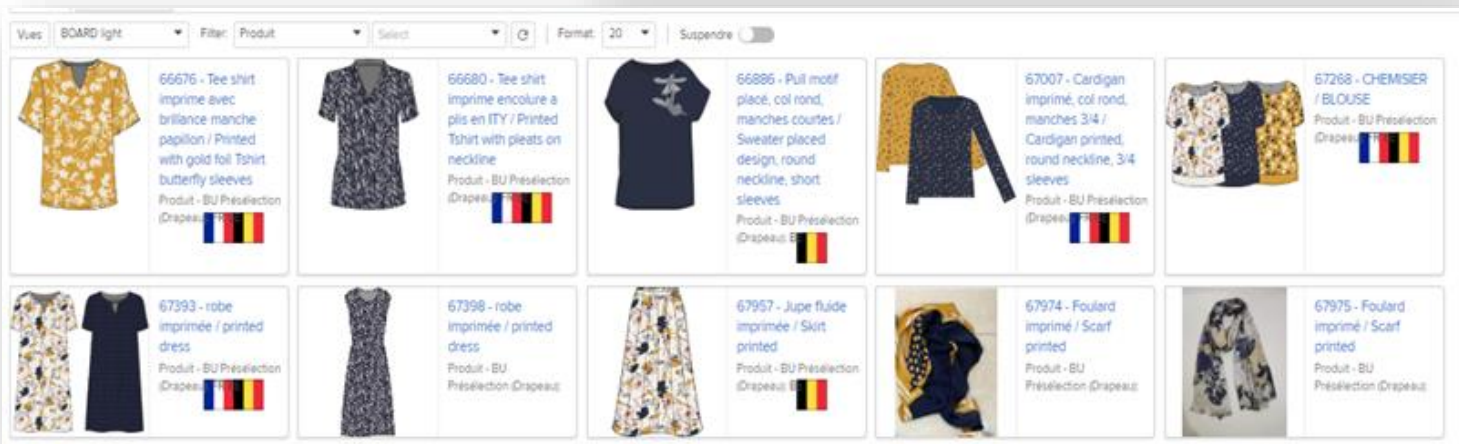 Vues BOARD light Filter: Produit Select Format: 20 Suspendre
66676 - Tee shirt
imprime avec
brillance manche
papillon / Printed
with gold foil Tshirt
butterfly sleeves
Produit - BU Présélection
(Drapeau
66680 - Tee shirt
imprime encolure a
plis en ITY / Printed
Tshirt with pleats on
neckline
Produit - BU Présélection
(Drapeau
66886 - Pull motif
placé, col rond,
manches courtes /
Sweater placed
design, round
neckline, short
sleeves
Produit - BU Présélection
(Drapeau): B
67007 - Cardigan
imprimé, col rond,
manches 3/4 /
Cardigan printed,
round neckline, 3/4
sleeves
Produit - BU Présélection
(Drapeau
67268 - CHEMISIER
/ BLOUSE
Produit - BU Présélection
(Drapeau
67393 - robe
imprimée / printed
dress
Produit - BU Présélection
(Drapeau
67398 - robe
imprimée / printed
dress
Produit - BU
Présélection (Drapeau):
67957 - Jupe fluide
imprimée / Skirt
printed
Produit - BU Présélection
(Drapeau): B
67974 - Foulard
imprimé / Scarf
printed
Produit - BU
Présélection (Drapeau):
67975 - Foulard
imprimé / Scarf
printed
Produit - BU
Présélection (Drapeau):